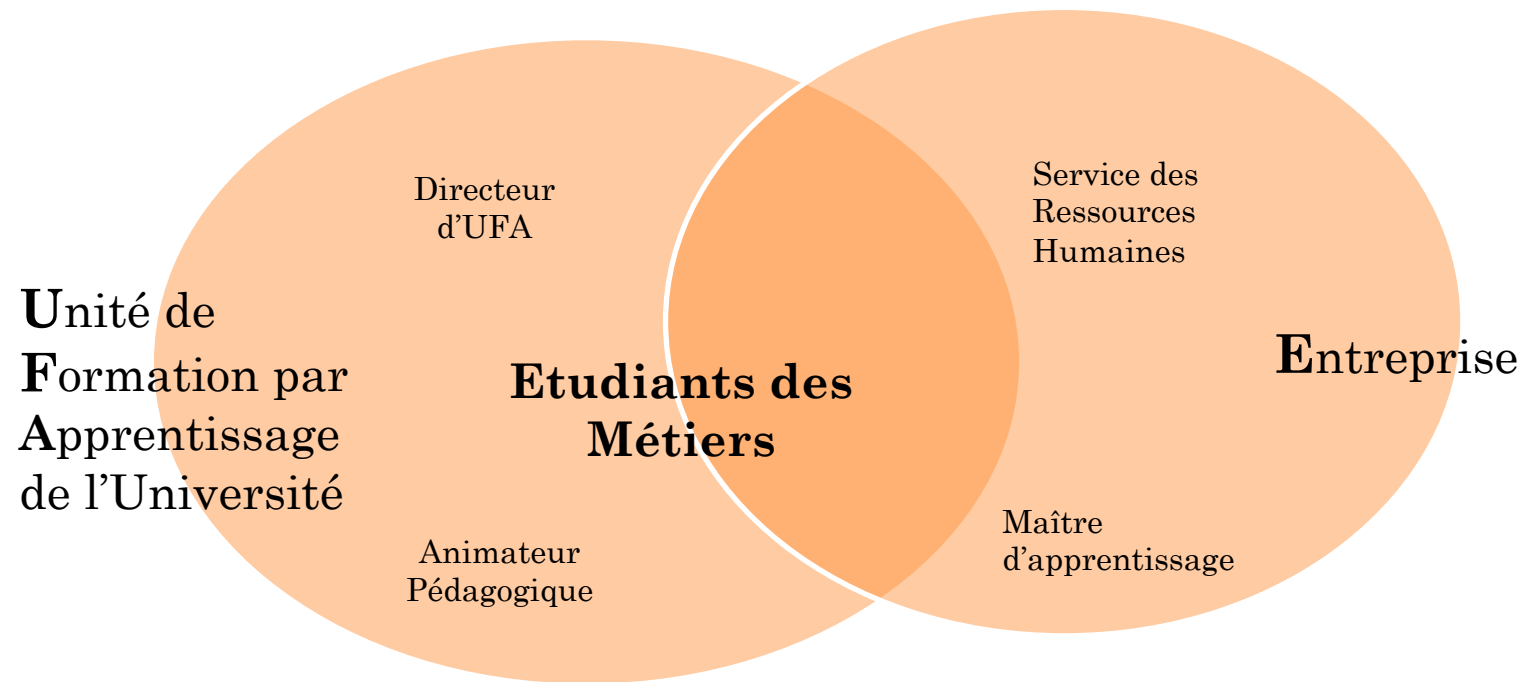 Directeur
d'UFA
Service des
Ressources
Humaines
Unité de
Formation par
Apprentissage
de l'Université
Etudiants des
Métiers
Entreprise
Animateur
Pédagogique
Maître
d'apprentissage